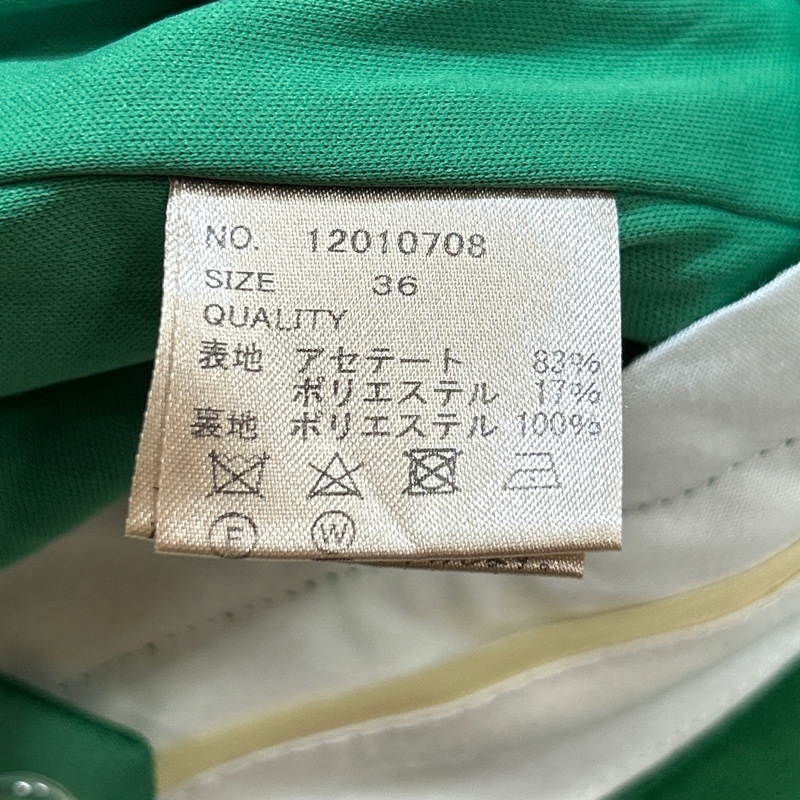 NO. 12010708
SIZE 36
QUALITY
表地 アセテート 83%
ポリエステル 17%
裏地 ポリエステル 100%
F W